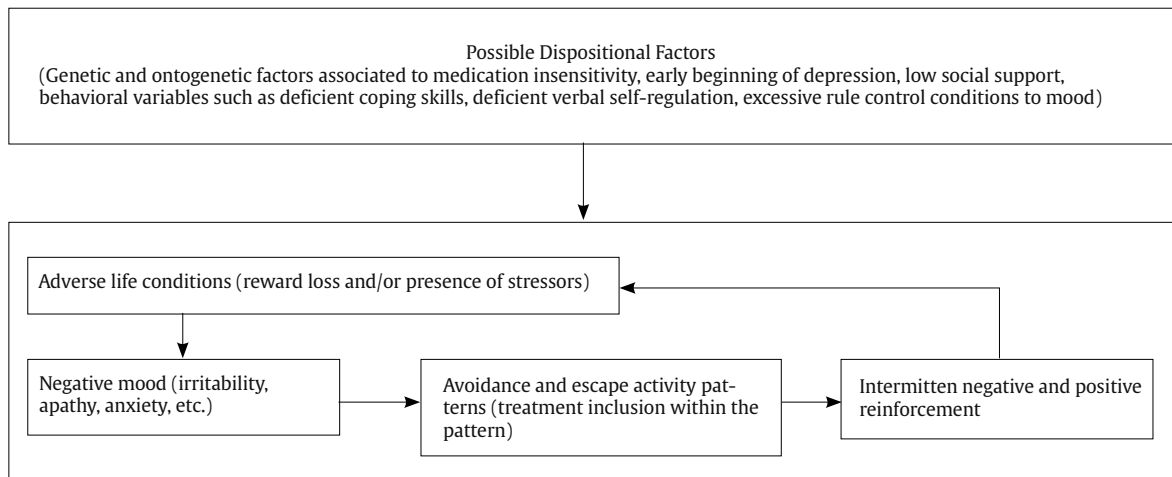 Possible Dispositional Factors
(Genetic and ontogenetic factors associated to medication insensitivity, early beginning of depression, low social support,
behavioral variables such as deficient coping skills, deficient verbal self-regulation, excessive rule control conditions to mood)
Adverse life conditions (reward loss and/or presence of stressors)
Negative mood (irritability,
apathy, anxiety, etc.)
Avoidance and escape activity pat-
terns (treatment inclusion within the
pattern)
Intermitten negative and positive
reinforcement